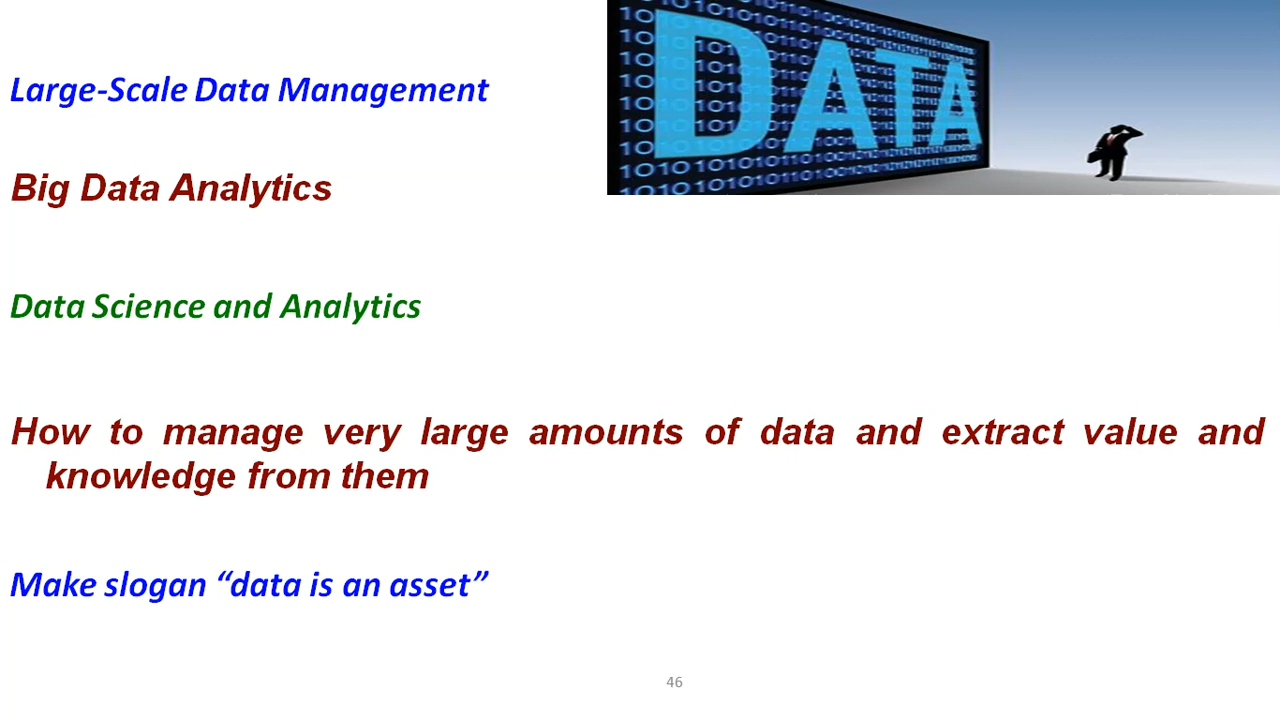 Large-Scale Data Management
DATA
Big Data Analytics
Data Science and Analytics
How to manage very large amounts of data and extract value and
knowledge from them
Make slogan “data is an asset”
46